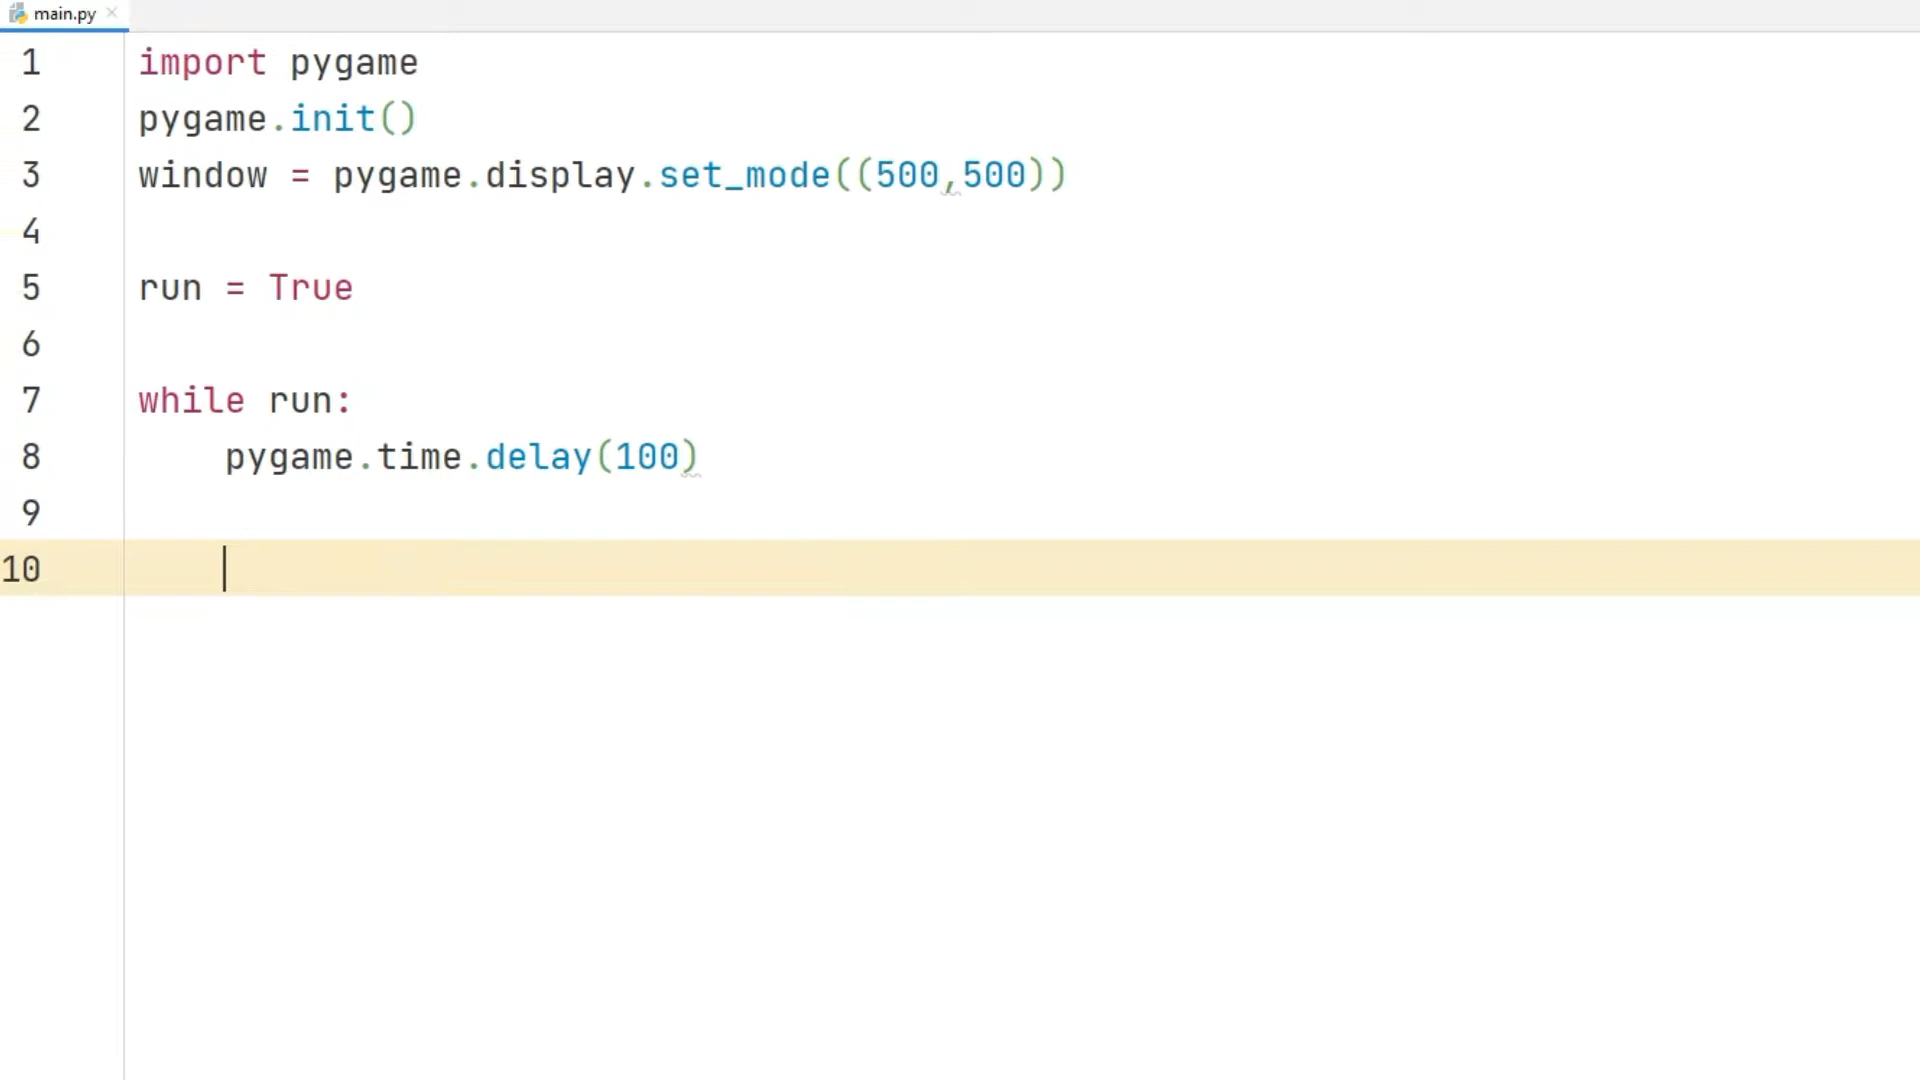 main.py
1 import pygame
2 pygame.init()
3 window = pygame.display.set_mode((500,500))
4
5 run = True
6
7 while run:
8     pygame.time.delay(100)
9
10